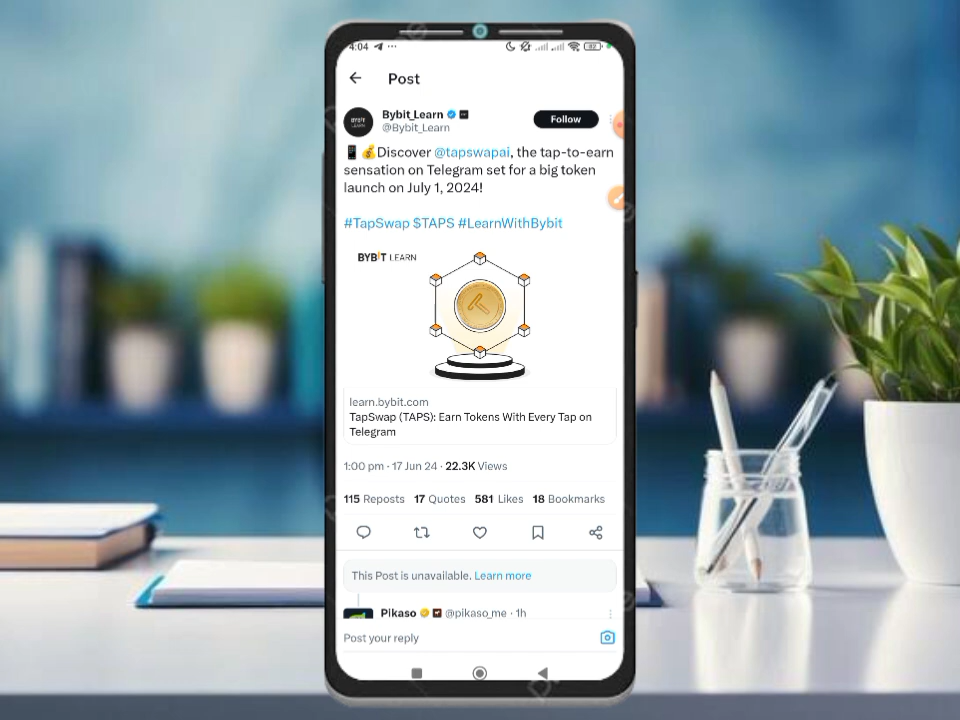 4:04
Post
Bybit_Learn
@Bybit_Learn
Follow
BYBIT
LEARN
📱💰Discover @tapswapai, the tap-to-earn
sensation on Telegram set for a big token
launch on July 1, 2024!
#TapSwap $TAPS #LearnWithBybit
BYBIT LEARN
learn.bybit.com
TapSwap (TAPS): Earn Tokens With Every Tap on
Telegram
1:00 pm · 17 Jun 24 · 22.3K Views
115 Reposts 17 Quotes 581 Likes 18 Bookmarks
This Post is unavailable. Learn more
Pikaso @pikaso_me · 1h
Post your reply